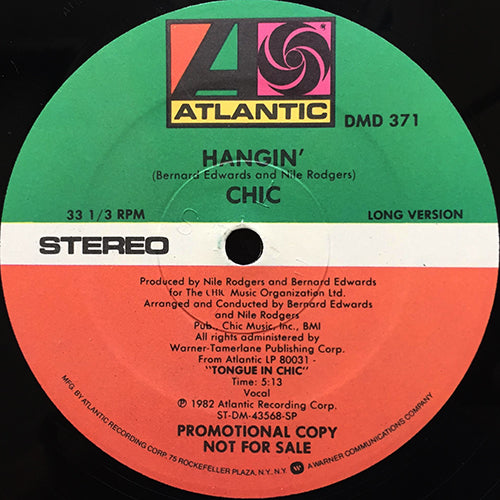 ATLANTIC
DMD 371
HANGIN'
(Bernard Edwards and Nile Rodgers)
CHIC
33 1/3 RPM
LONG VERSION
STEREO
Produced by Nile Rodgers and Bernard Edwards
for The CHIC Music Organization Ltd.
Arranged and Conducted by Bernard Edwards
and Nile Rodgers
Pub., Chic Music, Inc., BMI
All rights administered by
Warner-Tamerlane Publishing Corp.
From Atlantic LP 80031 -
"TONGUE IN CHIC"
Time: 5:13
Vocal
℗ 1982 Atlantic Recording Corp.
ST-DM-43568-SP
PROMOTIONAL COPY
NOT FOR SALE
MFG. BY ATLANTIC RECORDING CORP. 75 ROCKEFELLER PLAZA, N.Y. N.Y. A WARNER COMMUNICATIONS COMPANY